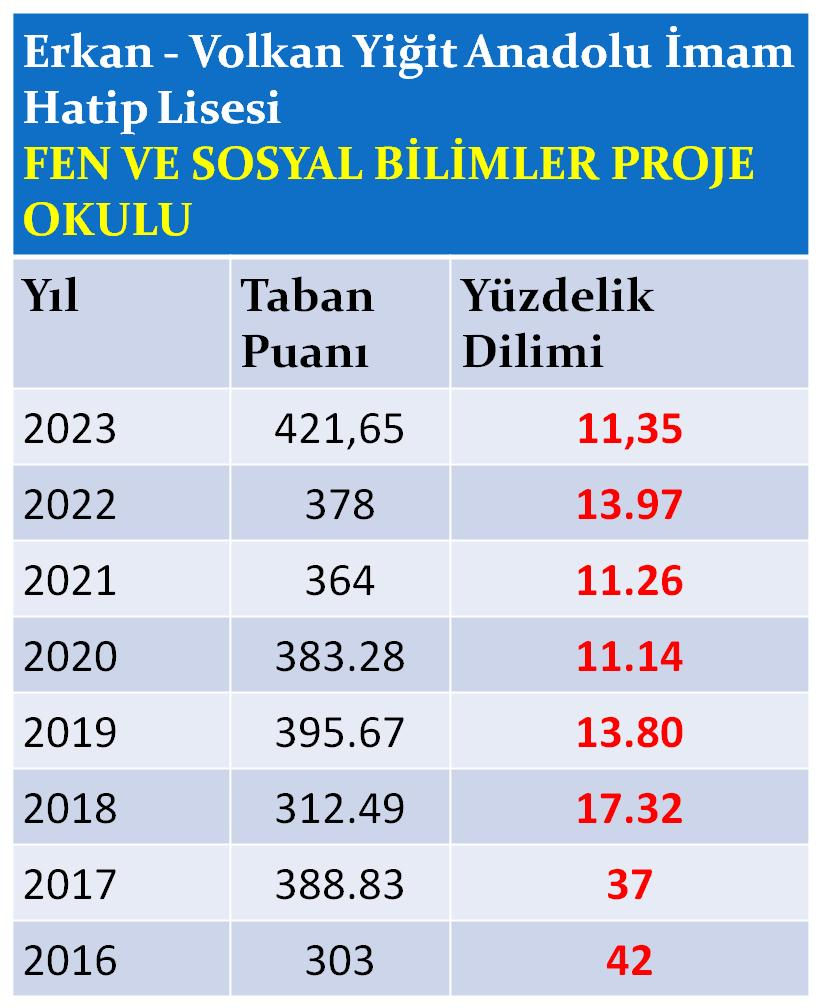 Erkan - Volkan Yiğit Anadolu İmam
Hatip Lisesi
FEN VE SOSYAL BİLİMLER PROJE
OKULU
Yıl Taban Puanı Yüzdelik Dilimi
2023 421,65 11,35
2022 378 13.97
2021 364 11.26
2020 383.28 11.14
2019 395.67 13.80
2018 312.49 17.32
2017 388.83 37
2016 303 42